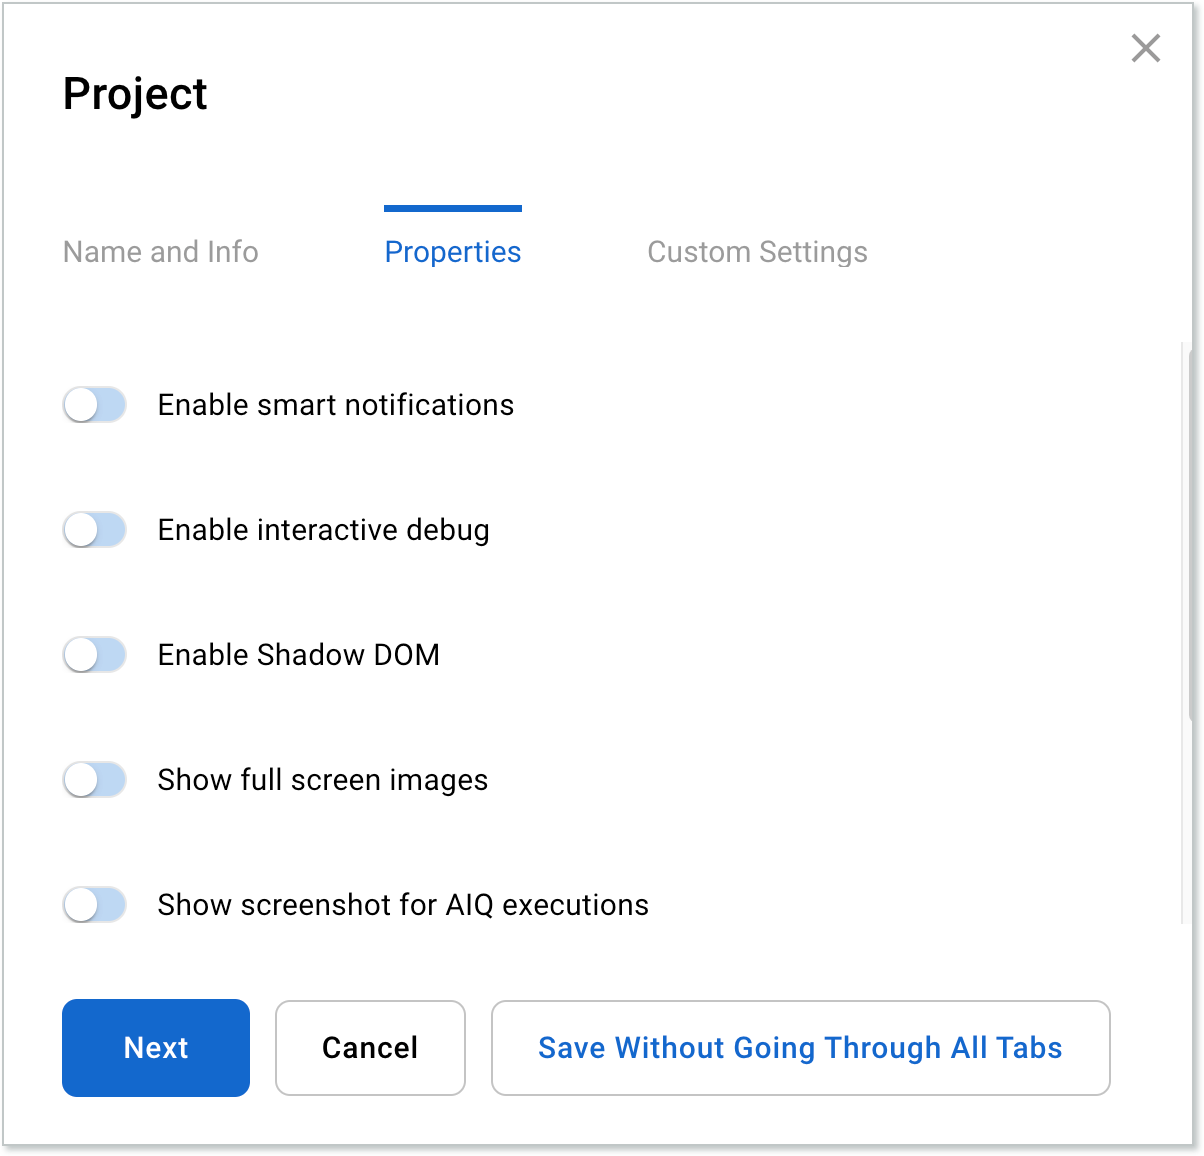 Project
Name and Info
Properties
Custom Settings
Enable smart notifications
Enable interactive debug
Enable Shadow DOM
Show full screen images
Show screenshot for AIQ executions
Next
Cancel
Save Without Going Through All Tabs